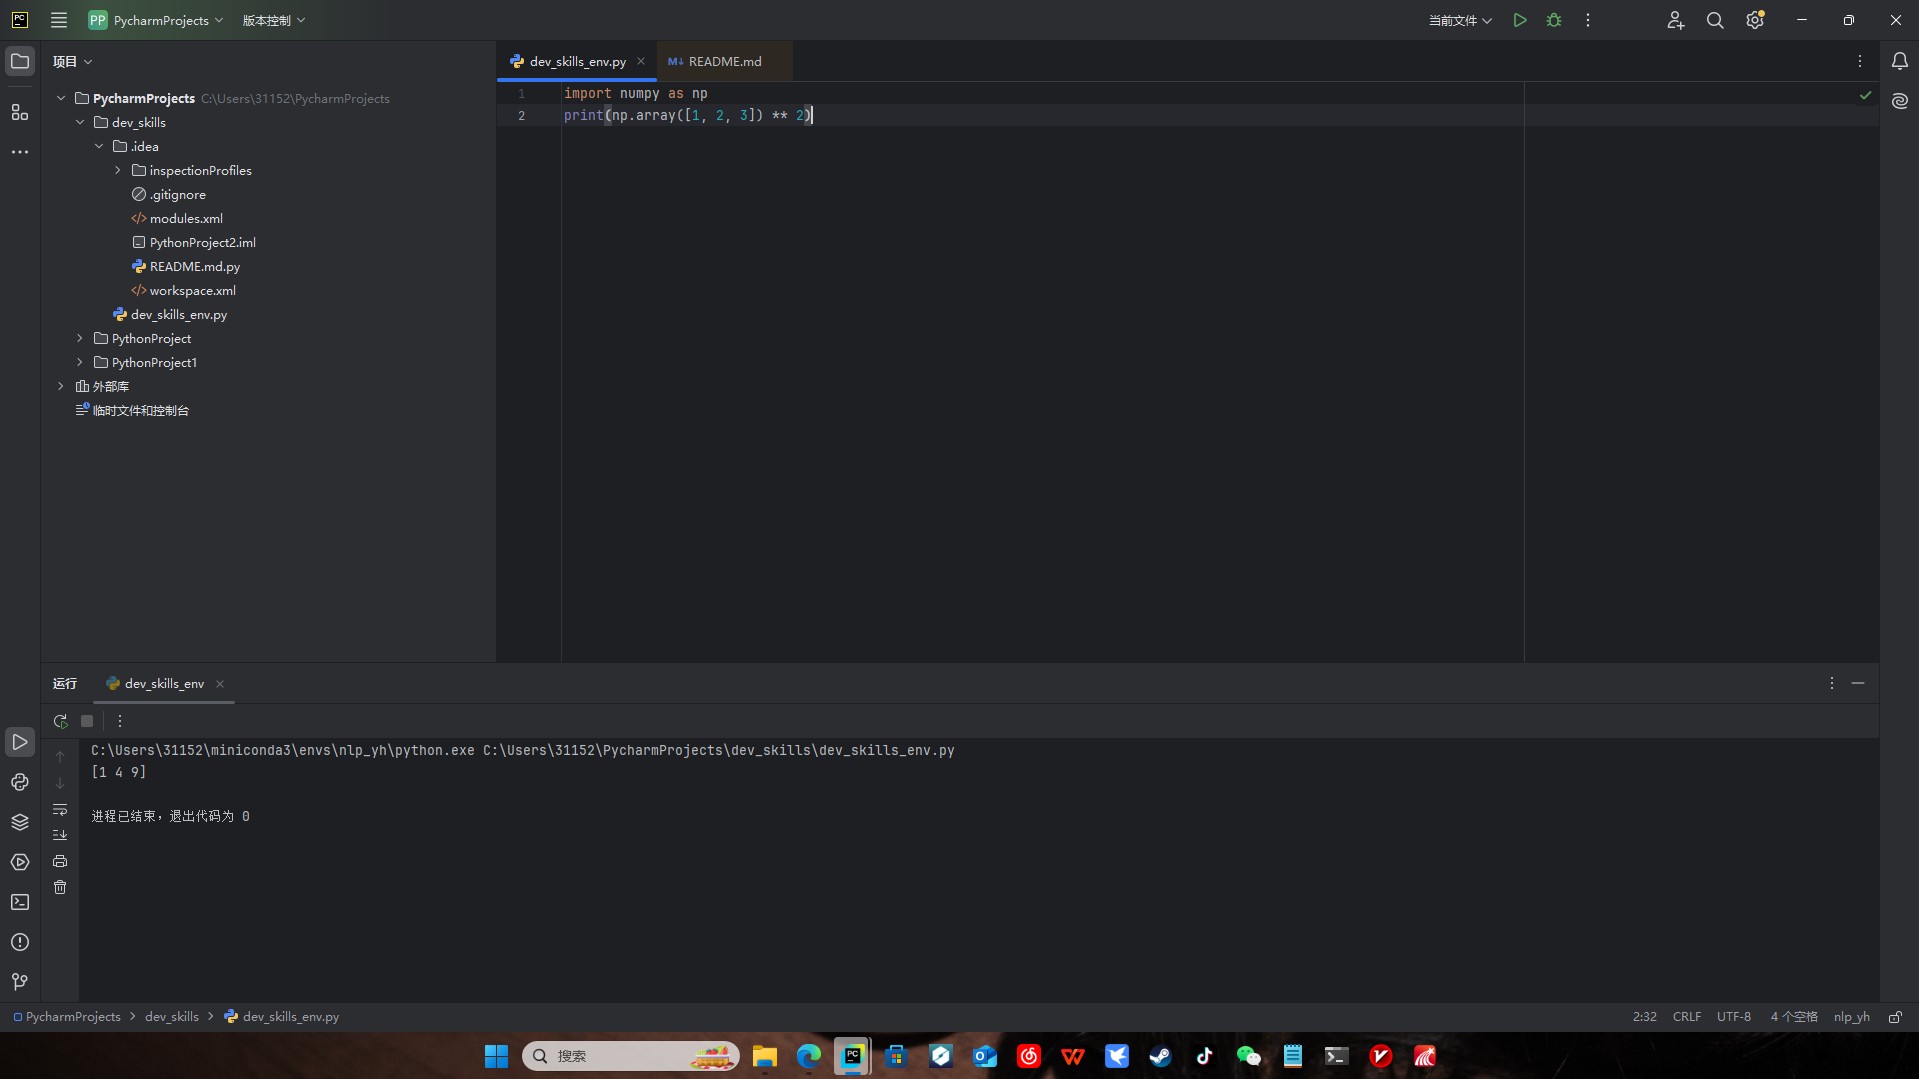 PC
PP PycharmProjects 版本控制 当前文件
项目
dev_skills_env.py README.md
PycharmProjects C:\Users\31152\PycharmProjects
dev_skills
.idea
inspectionProfiles
.gitignore
modules.xml
PythonProject2.iml
README.md.py
workspace.xml
dev_skills_env.py
PythonProject
PythonProject1
外部库
临时文件和控制台
1 import numpy as np
2 print(np.array([1, 2, 3]) ** 2)
运行 dev_skills_env
C:\Users\31152\miniconda3\envs\nlp_yh\python.exe C:\Users\31152\PycharmProjects\dev_skills\dev_skills_env.py
[1 4 9]
进程已结束，退出代码为 0
PycharmProjects dev_skills dev_skills_env.py 2:32 CRLF UTF-8 4 个空格 nlp_yh
搜索